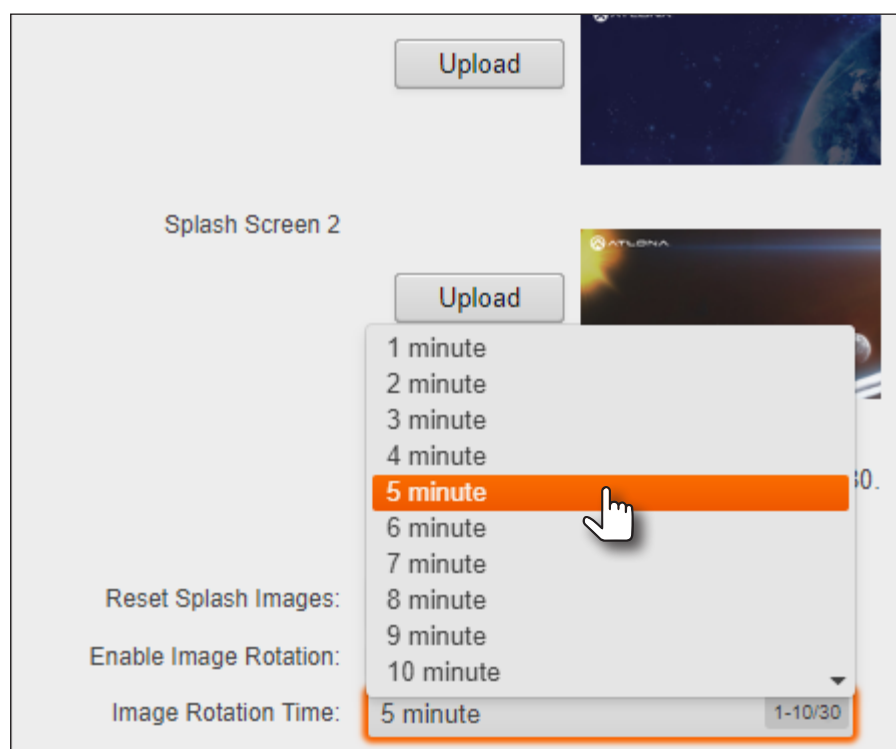 Upload
Splash Screen 2
ATLONA
Upload
1 minute
2 minute
3 minute
4 minute
5 minute
30.
6 minute
7 minute
Reset Splash Images:
8 minute
9 minute
Enable Image Rotation:
10 minute
Image Rotation Time:
5 minute
1-10/30